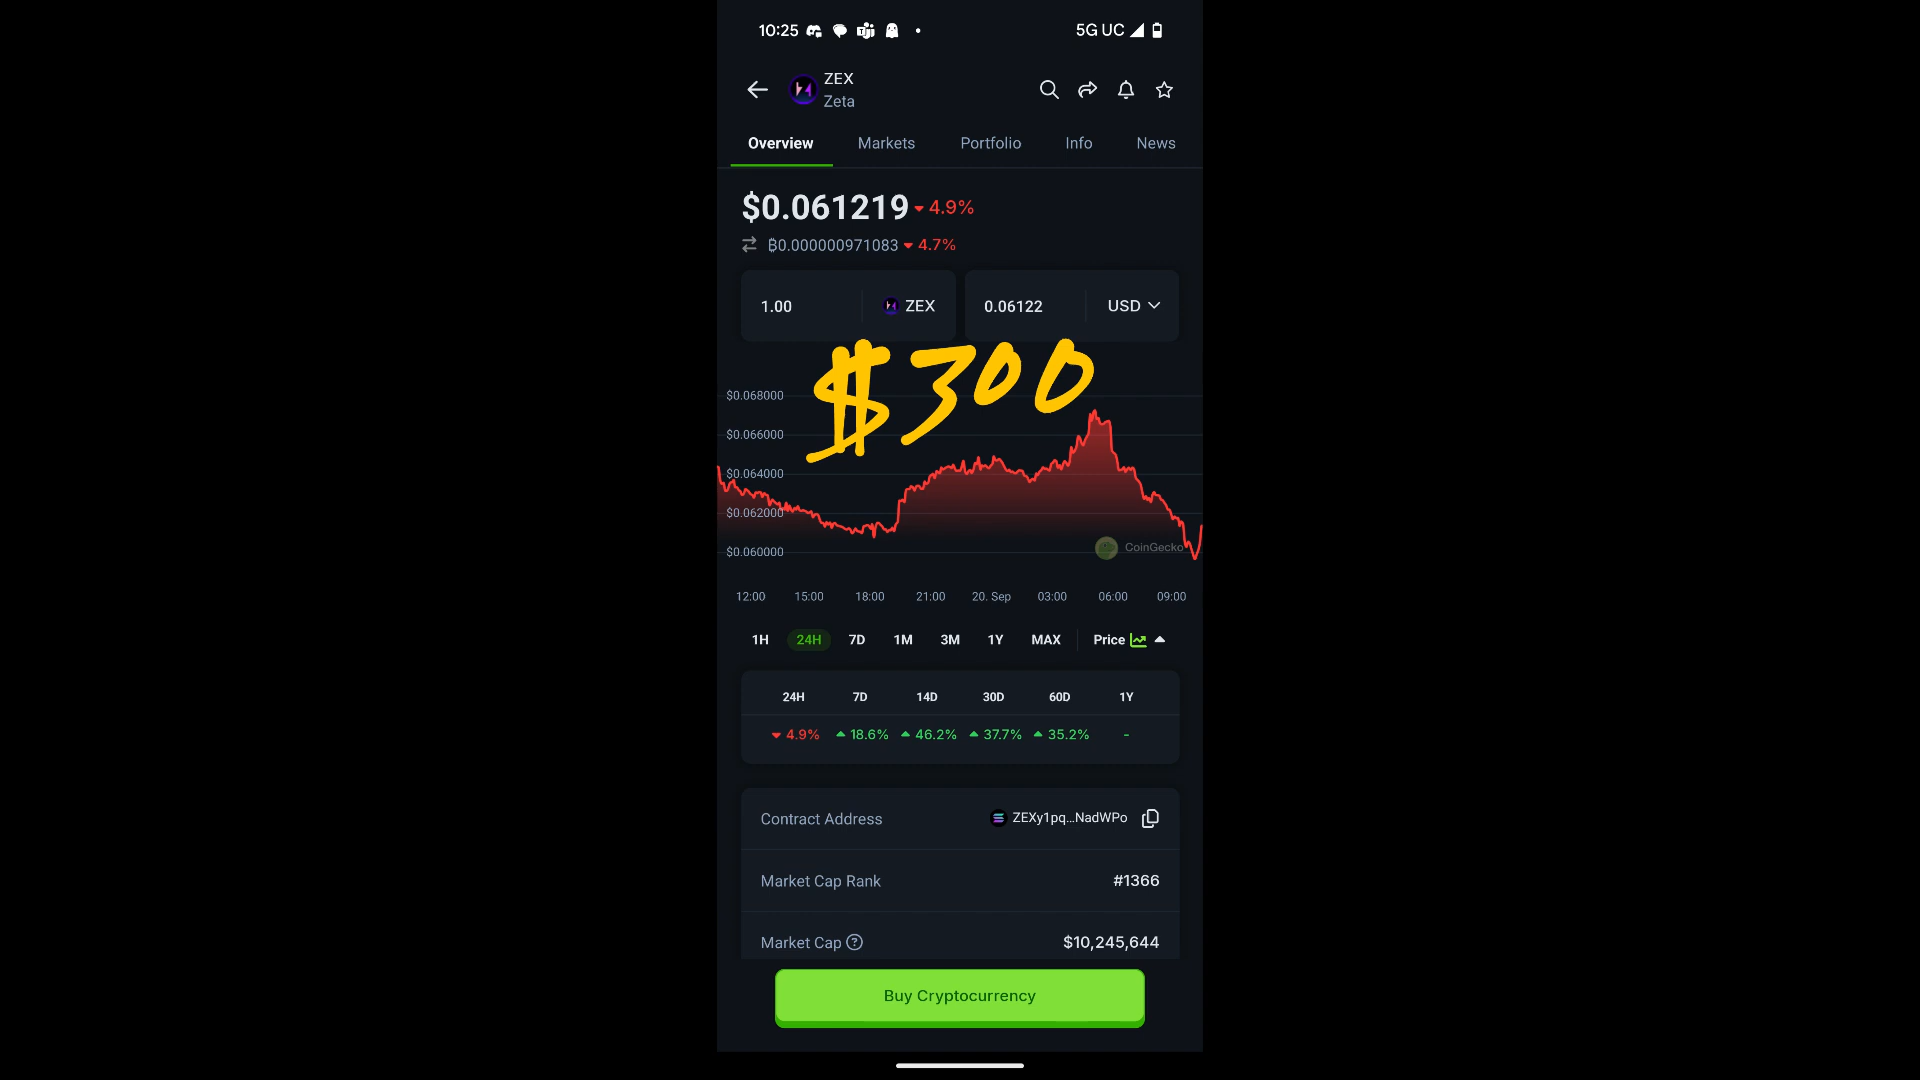 10:25
5G UC
ZEX
Zeta
Overview Markets Portfolio Info News
$0.061219 4.9%
₿0.000000971083 4.7%
1.00 ZEX 0.06122 USD
$300
$0.068000
$0.066000
$0.064000
$0.062000
$0.060000
CoinGecko
12:00 15:00 18:00 21:00 20. Sep 03:00 06:00 09:00
1H 24H 7D 1M 3M 1Y MAX Price
24H 7D 14D 30D 60D 1Y
4.9% 18.6% 46.2% 37.7% 35.2% -
Contract Address ZEXy1pq...NadWPo
Market Cap Rank #1366
Market Cap ? $10,245,644
Buy Cryptocurrency